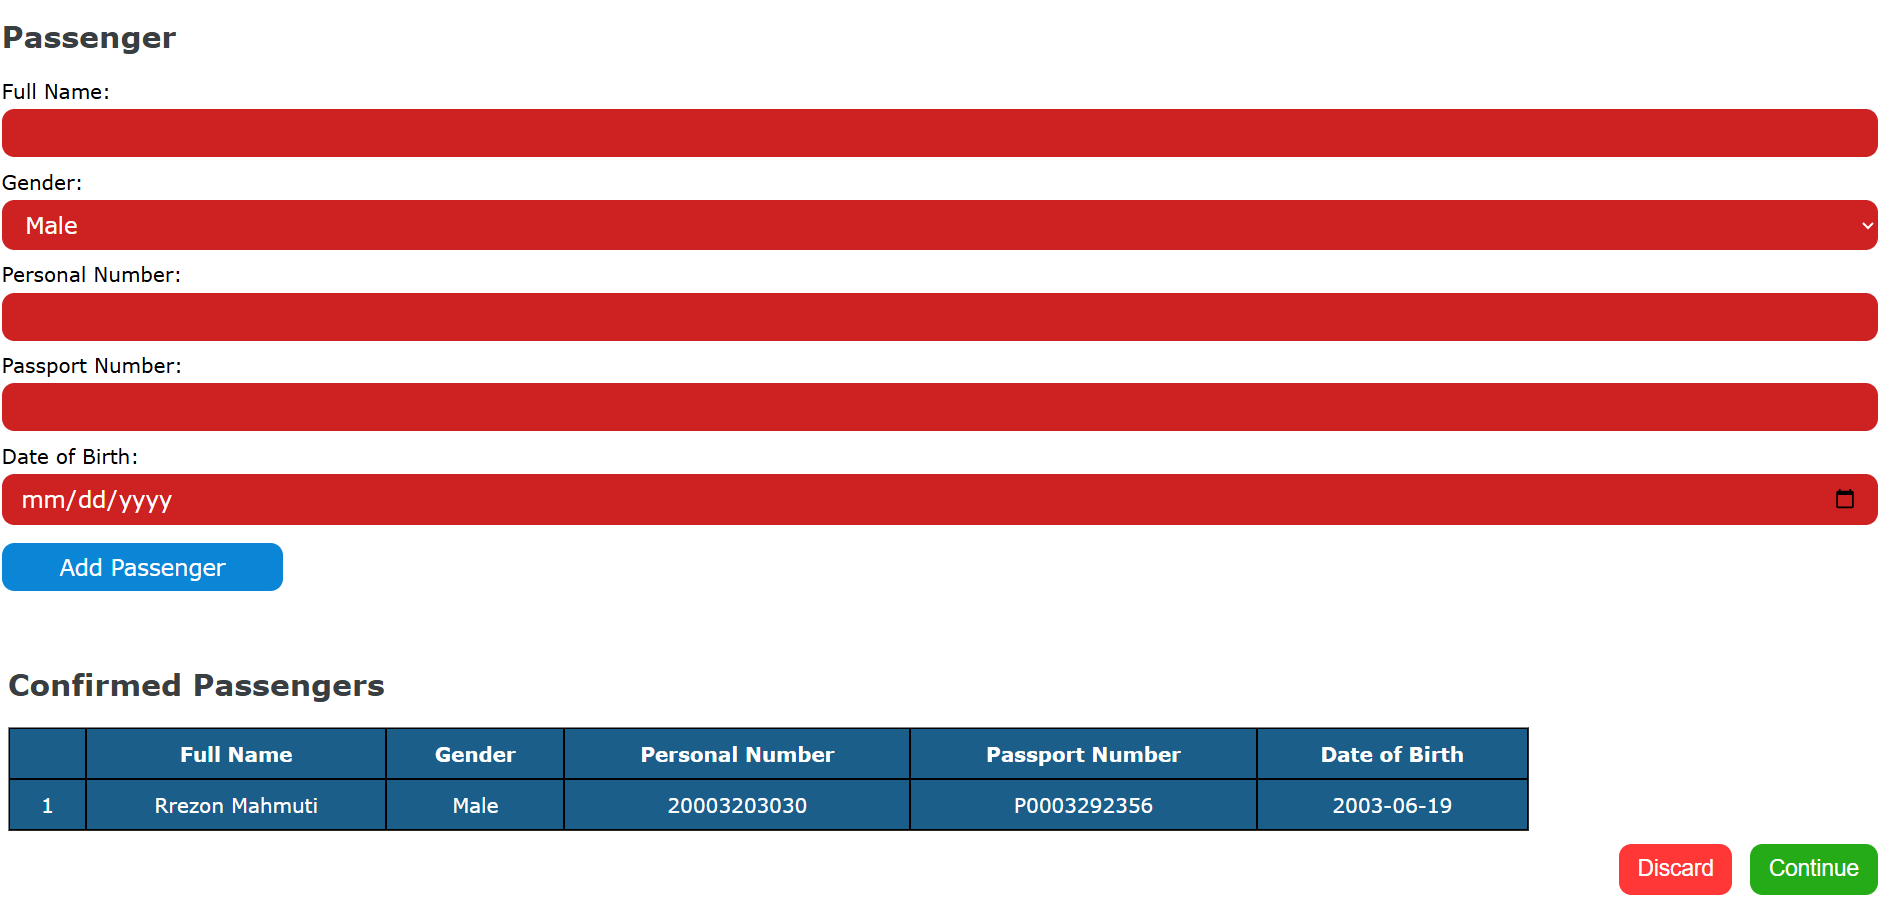 Passenger
Full Name:
Gender:
Male
Personal Number:
Passport Number:
Date of Birth:
mm/dd/yyyy
Add Passenger
Confirmed Passengers
Full Name Gender Personal Number Passport Number Date of Birth
1 Rrezon Mahmuti Male 20003203030 P0003292356 2003-06-19
Discard Continue